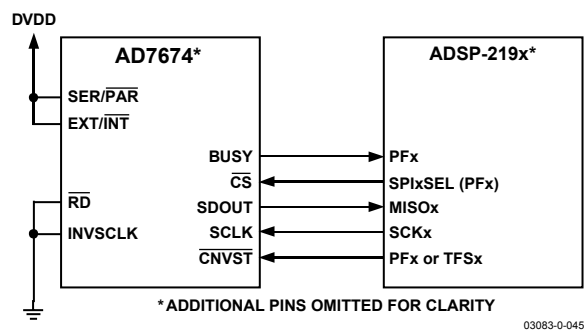 DVDD
AD7674*
ADSP-219x*
SER/PAR
EXT/INT
BUSY
PFx
CS
SPIxSEL (PFx)
RD
SDOUT
MISOx
INVSCLK
SCLK
SCKx
CNVST
PFx or TFSx
*ADDITIONAL PINS OMITTED FOR CLARITY
03083-0-045